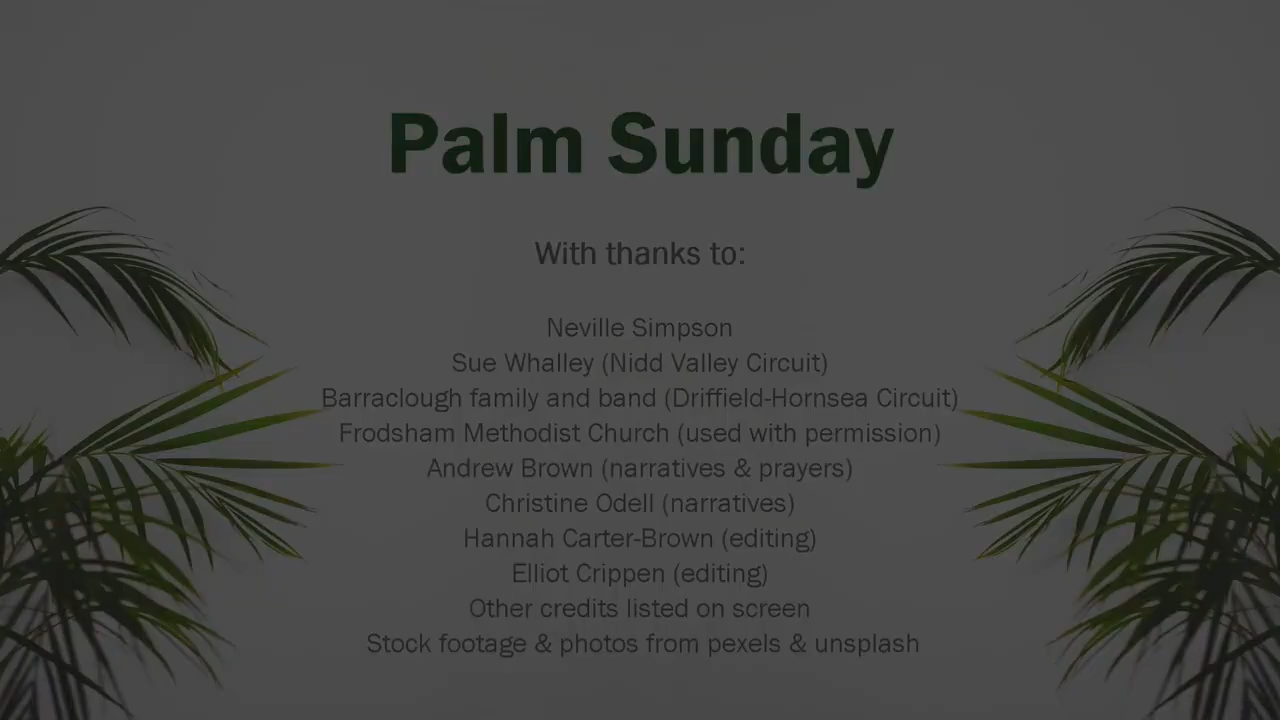 Palm Sunday
With thanks to:
Neville Simpson
Sue Whalley (Nidd Valley Circuit)
Barraclough family and band (Driffield-Hornsea Circuit)
Frodsham Methodist Church (used with permission)
Andrew Brown (narratives & prayers)
Christine Odell (narratives)
Hannah Carter-Brown (editing)
Elliot Crippen (editing)
Other credits listed on screen
Stock footage & photos from pexels & unsplash